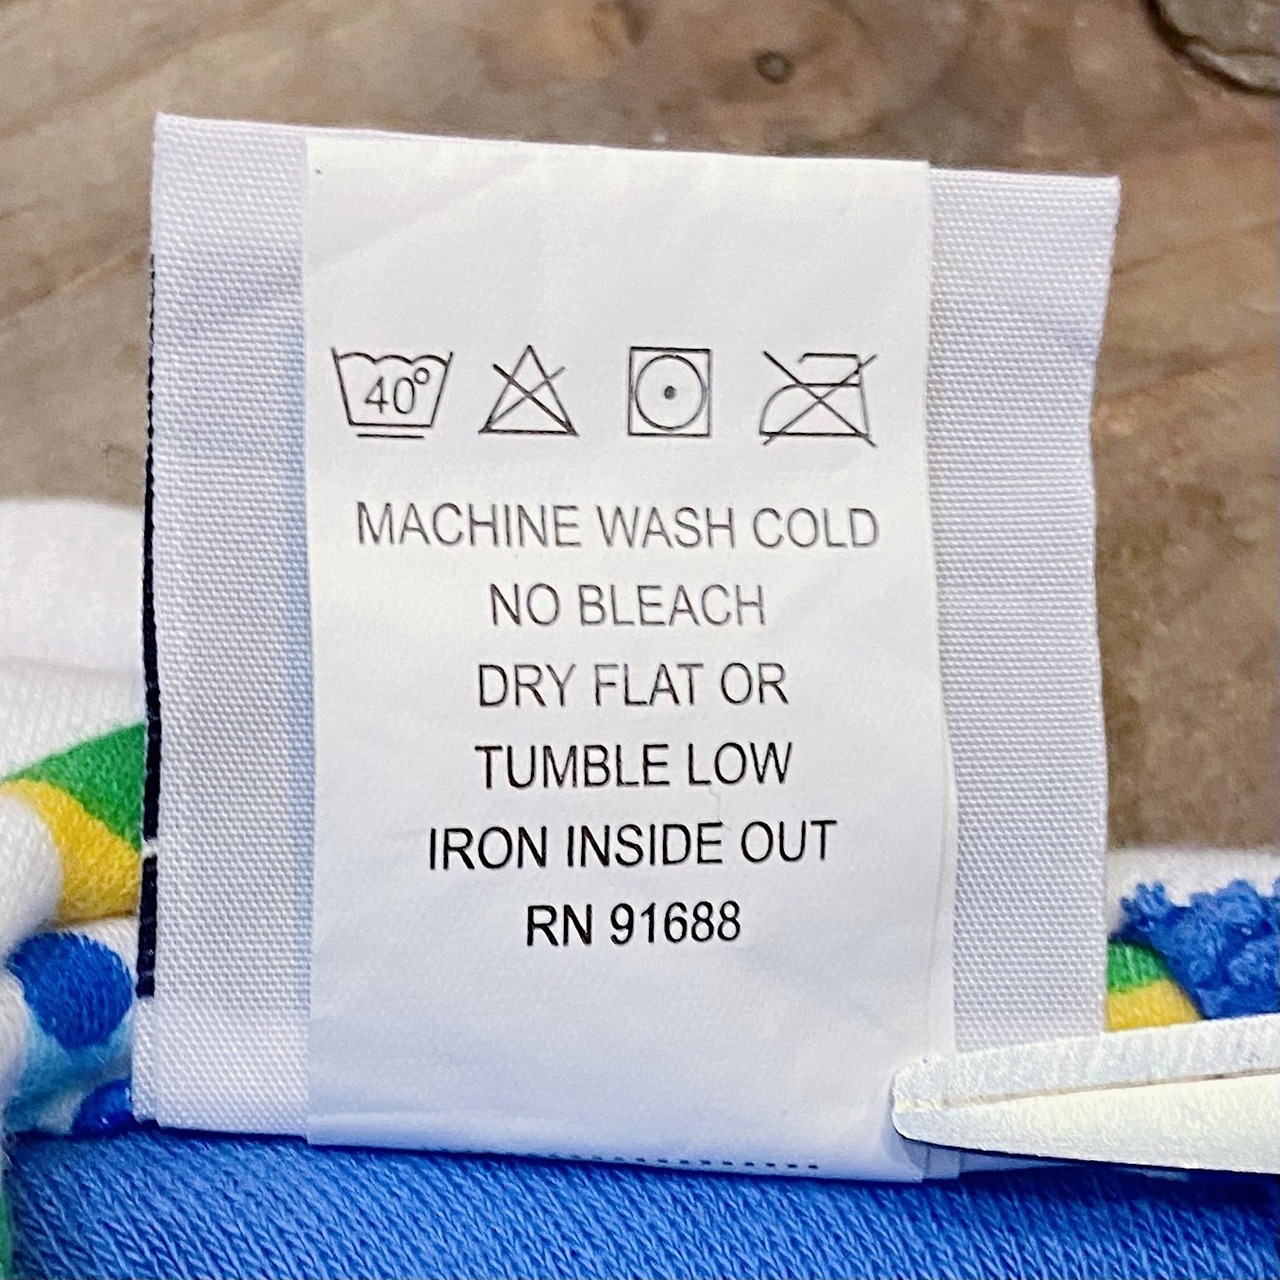 40°
MACHINE WASH COLD
NO BLEACH
DRY FLAT OR
TUMBLE LOW
IRON INSIDE OUT
RN 91688